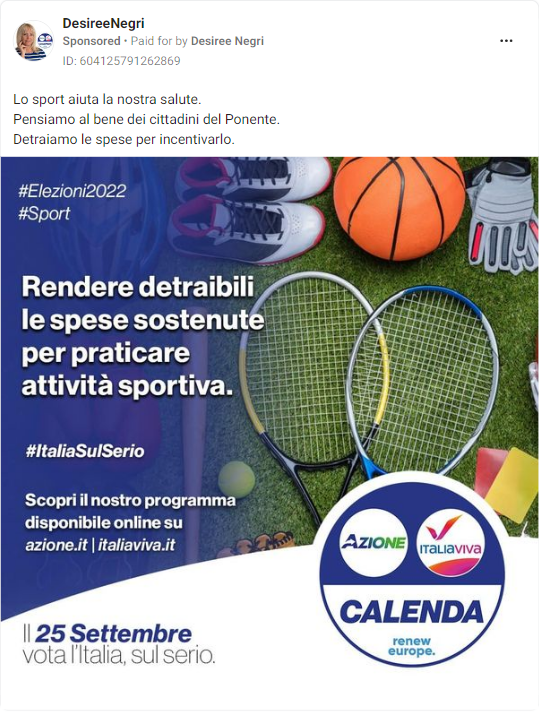 DesireeNegri
Sponsored • Paid for by Desiree Negri
ID: 604125791262869
Lo sport aiuta la nostra salute.
Pensiamo al bene dei cittadini del Ponente.
Detraiamo le spese per incentivarlo.
#Elezioni2022
#Sport
Rendere detraibili
le spese sostenute
per praticare
attività sportiva.
#ItaliaSulSerio
Scopri il nostro programma
disponibile online su
azione.it | italiaviva.it
AZIONE
ITALIAVIVA
CALENDA
renew
europe.
Il 25 Settembre
vota l'Italia, sul serio.